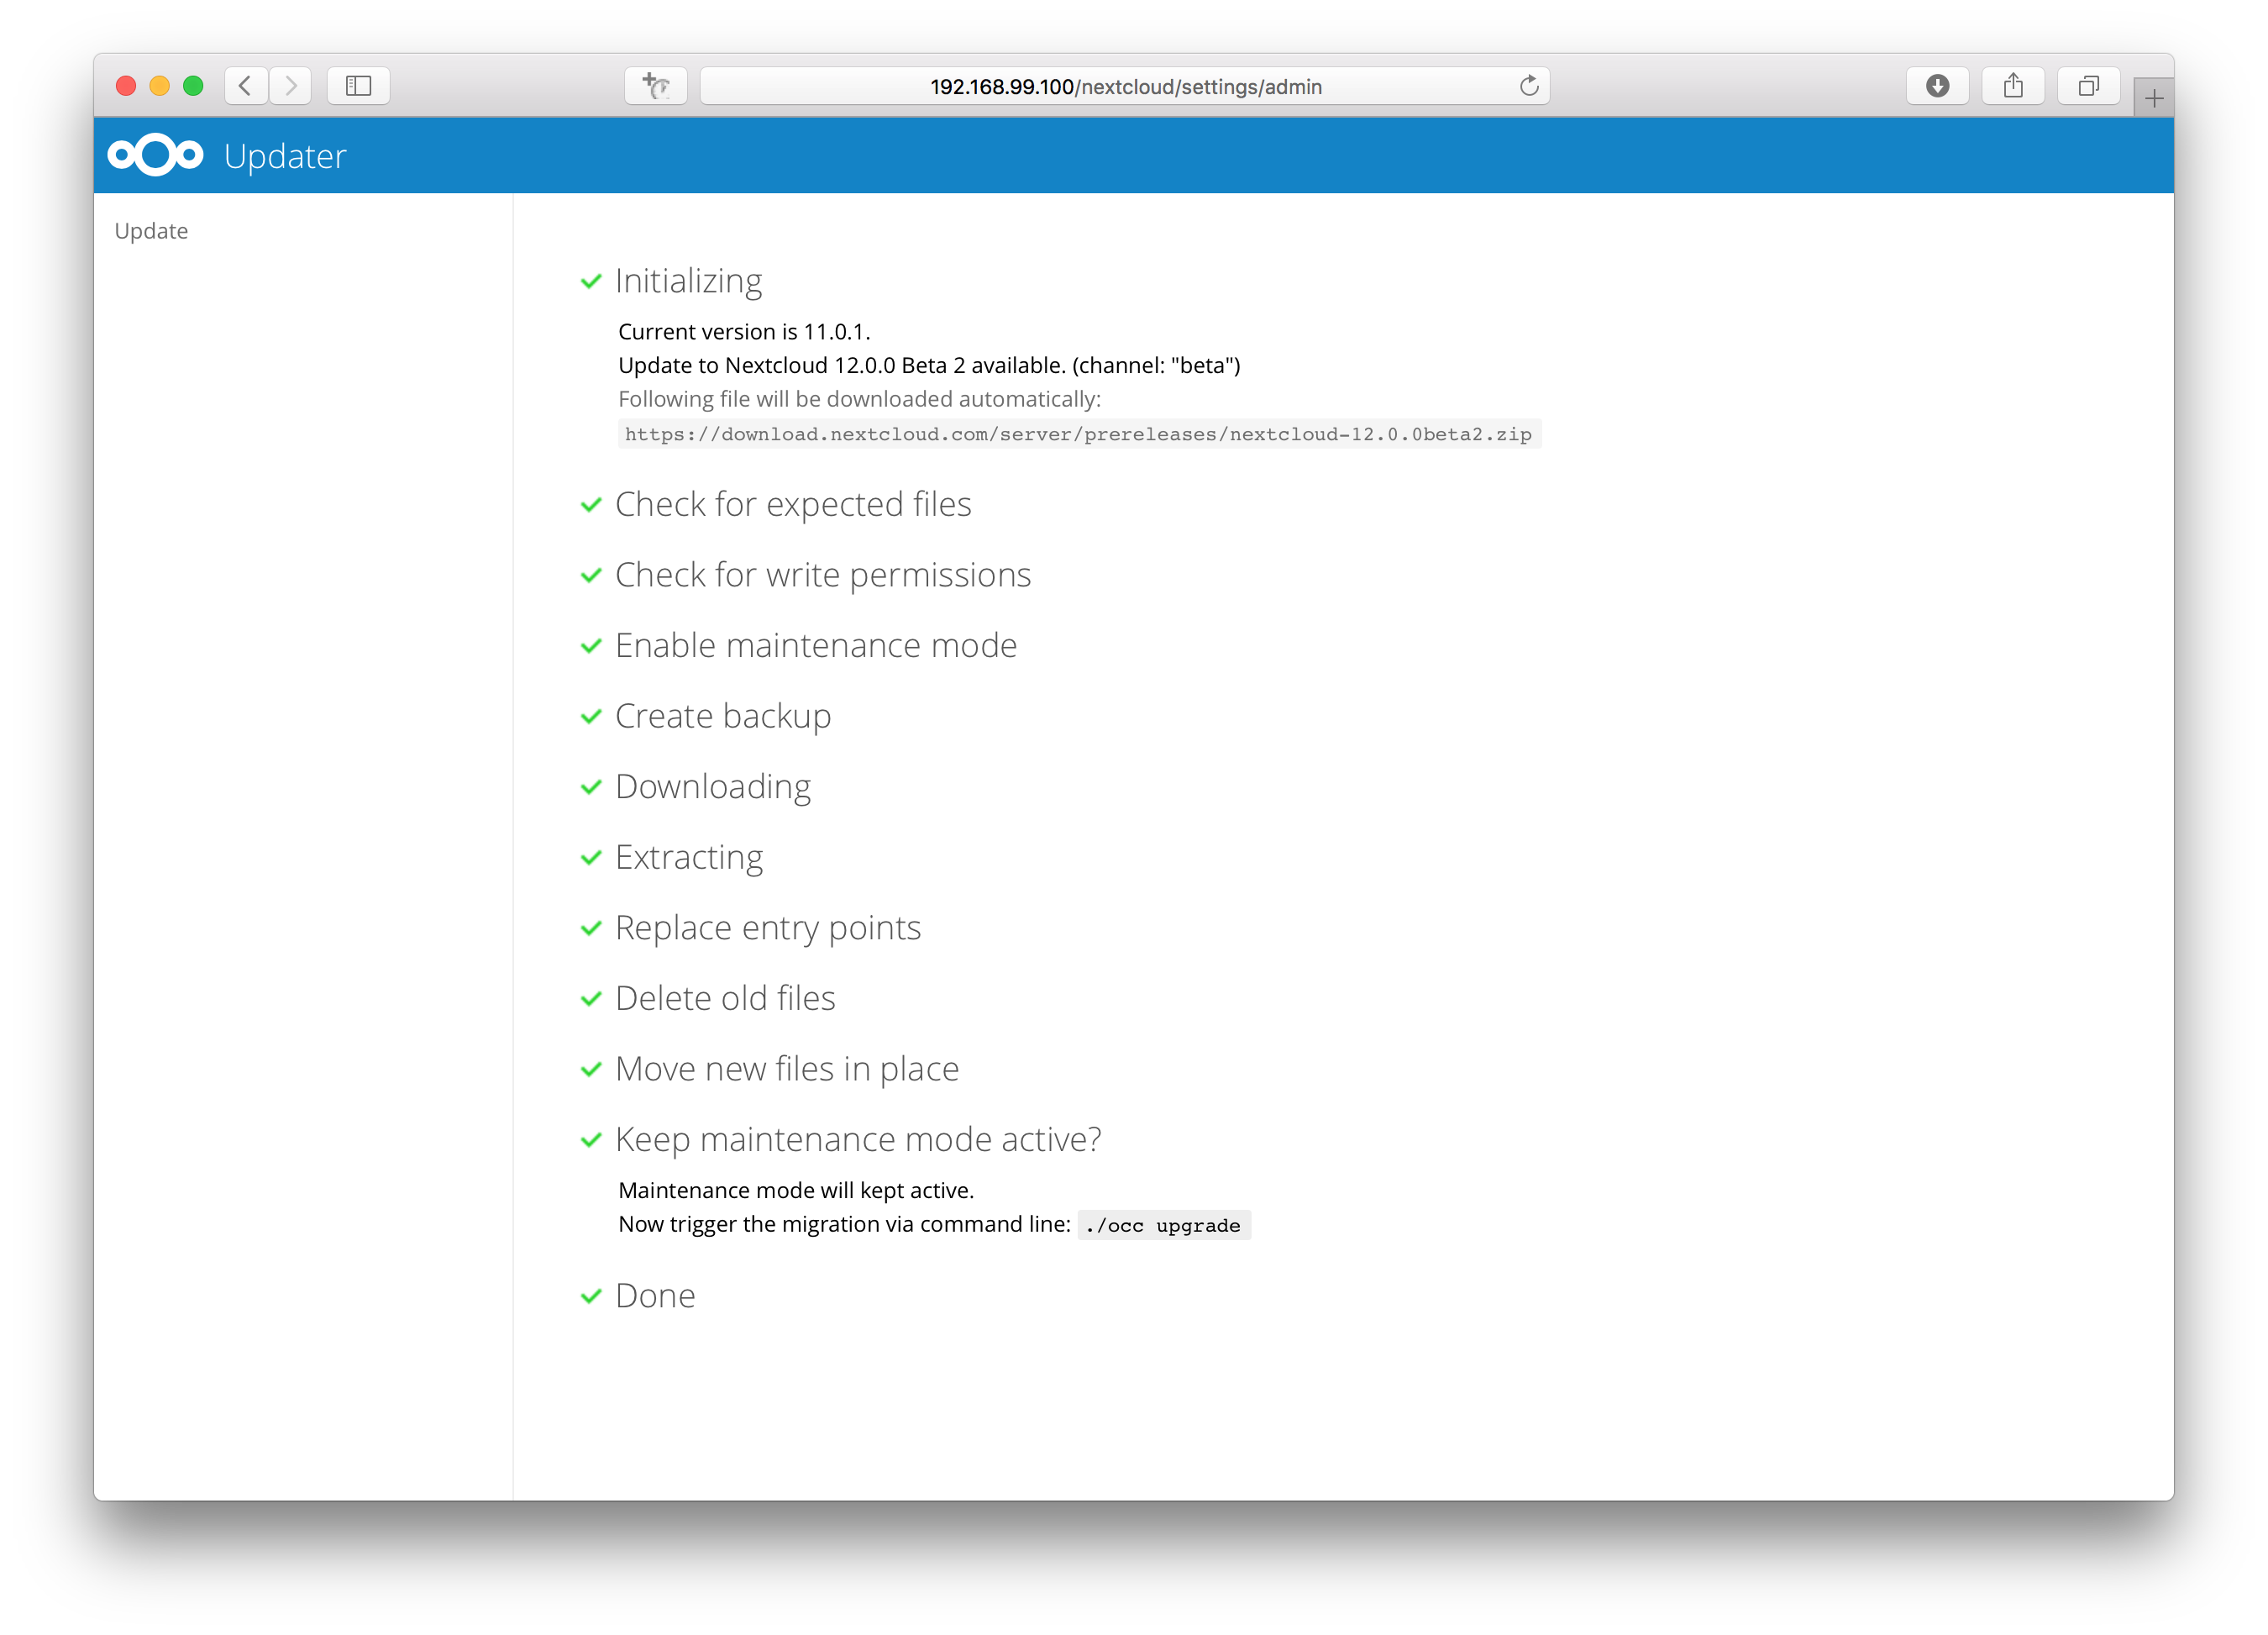 192.168.99.100/nextcloud/settings/admin
Updater
Update
Initializing
Current version is 11.0.1.
Update to Nextcloud 12.0.0 Beta 2 available. (channel: "beta")
Following file will be downloaded automatically:
https://download.nextcloud.com/server/prereleases/nextcloud-12.0.0beta2.zip
Check for expected files
Check for write permissions
Enable maintenance mode
Create backup
Downloading
Extracting
Replace entry points
Delete old files
Move new files in place
Keep maintenance mode active?
Maintenance mode will kept active.
Now trigger the migration via command line: ./occ upgrade
Done